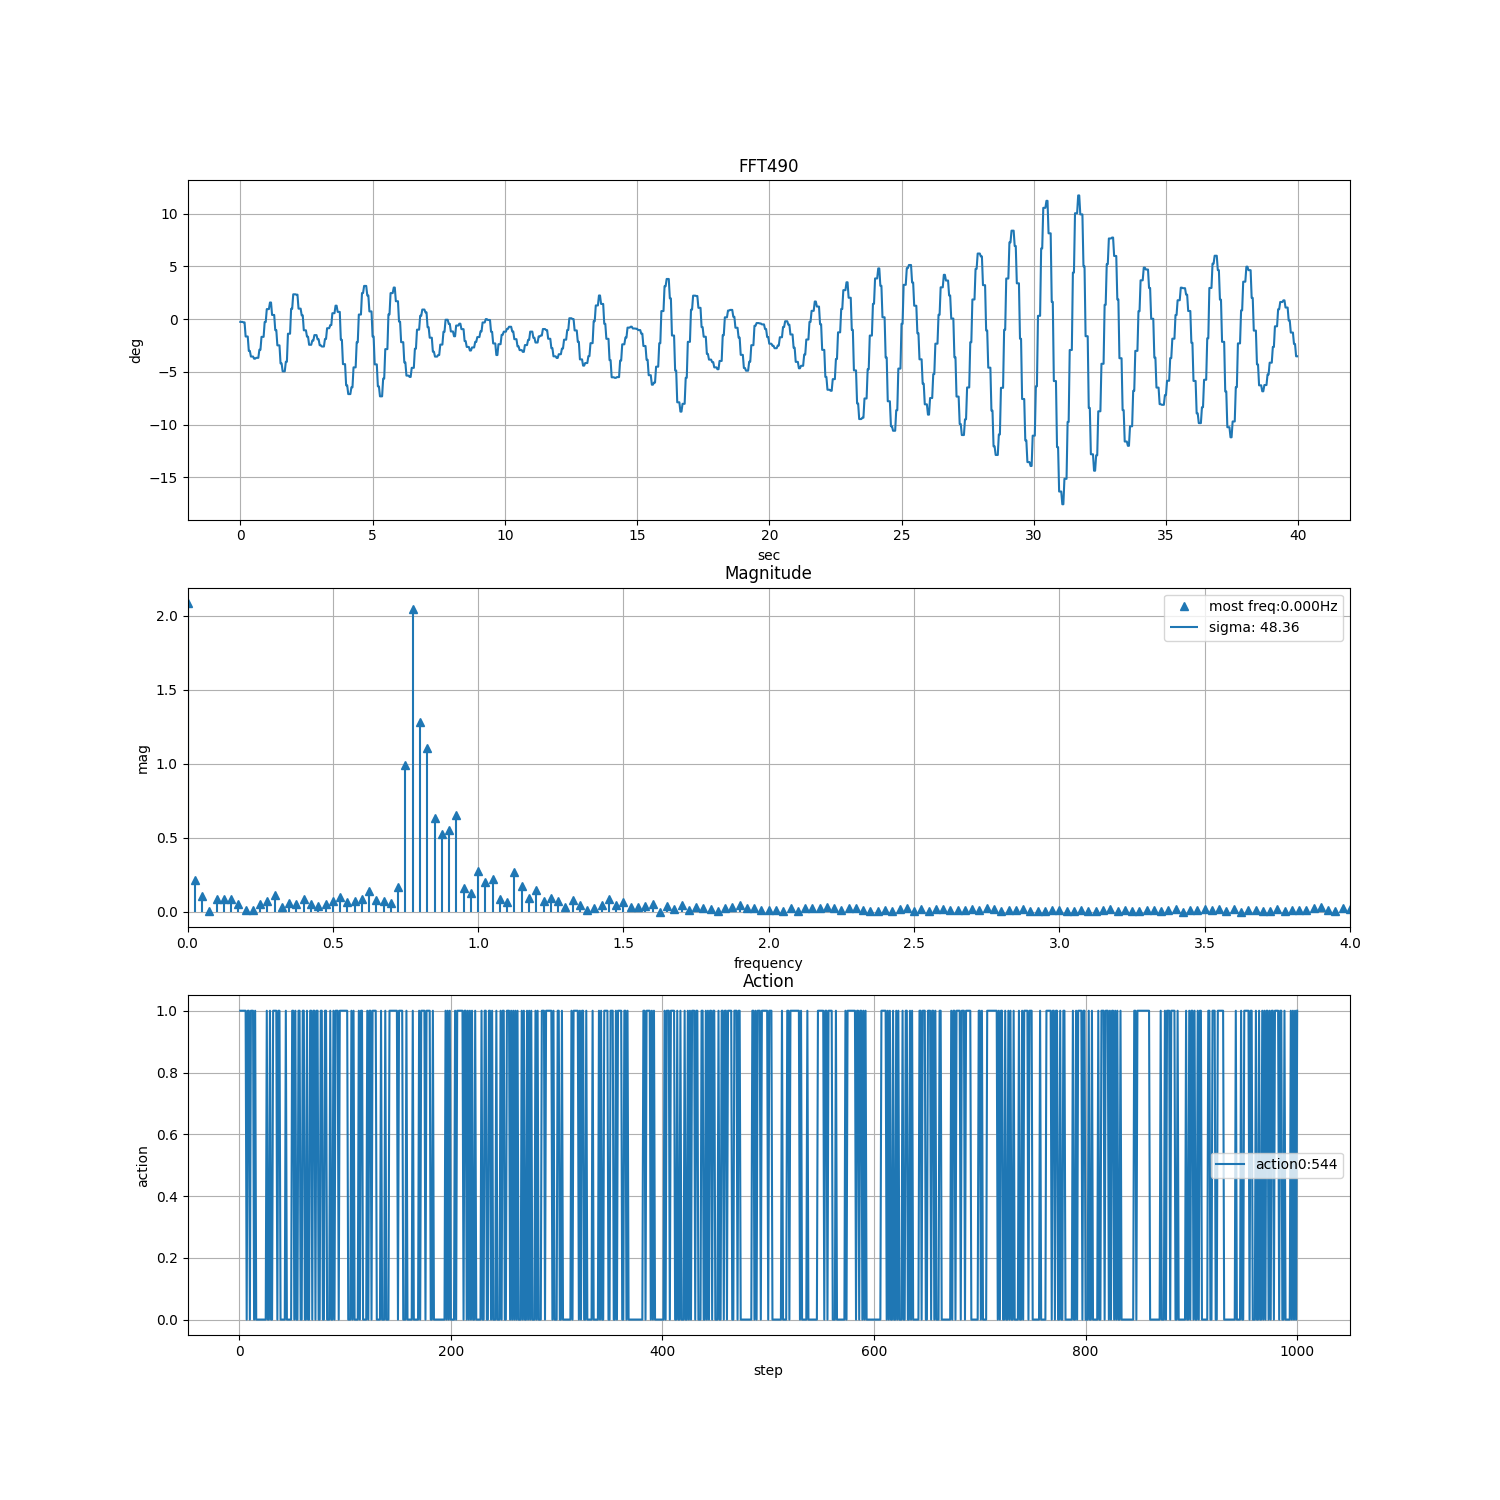 FFT490
10
5
0
−5
−10
−15
deg
0 5 10 15 20 25 30 35 40
sec
Magnitude
2.0
1.5
1.0
0.5
0.0
mag
most freq:0.000Hz
sigma: 48.36
0.0 0.5 1.0 1.5 2.0 2.5 3.0 3.5 4.0
frequency
Action
1.0
0.8
0.6
0.4
0.2
0.0
action
action0:544
0 200 400 600 800 1000
step